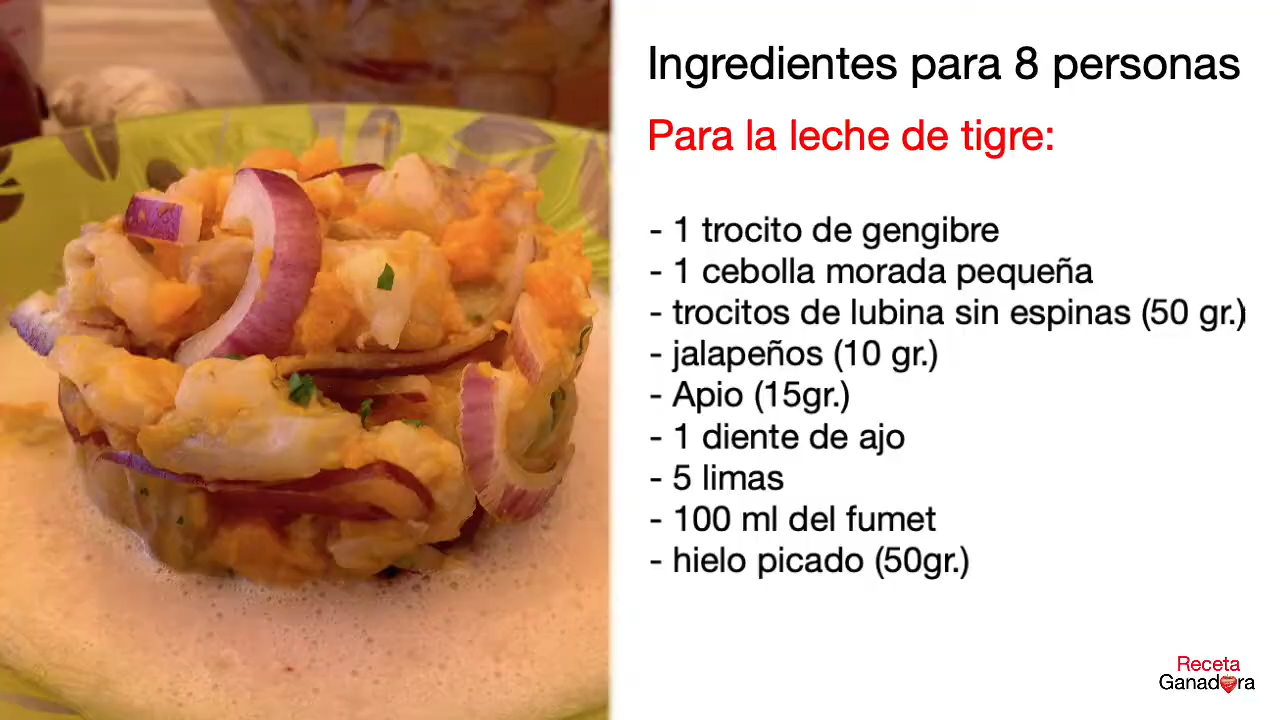 Ingredientes para 8 personas
Para la leche de tigre:
- 1 trocito de gengibre
- 1 cebolla morada pequeña
- trocitos de lubina sin espinas (50 gr.)
- jalapeños (10 gr.)
- Apio (15gr.)
- 1 diente de ajo
- 5 limas
- 100 ml del fumet
- hielo picado (50gr.)
Receta
Ganadora